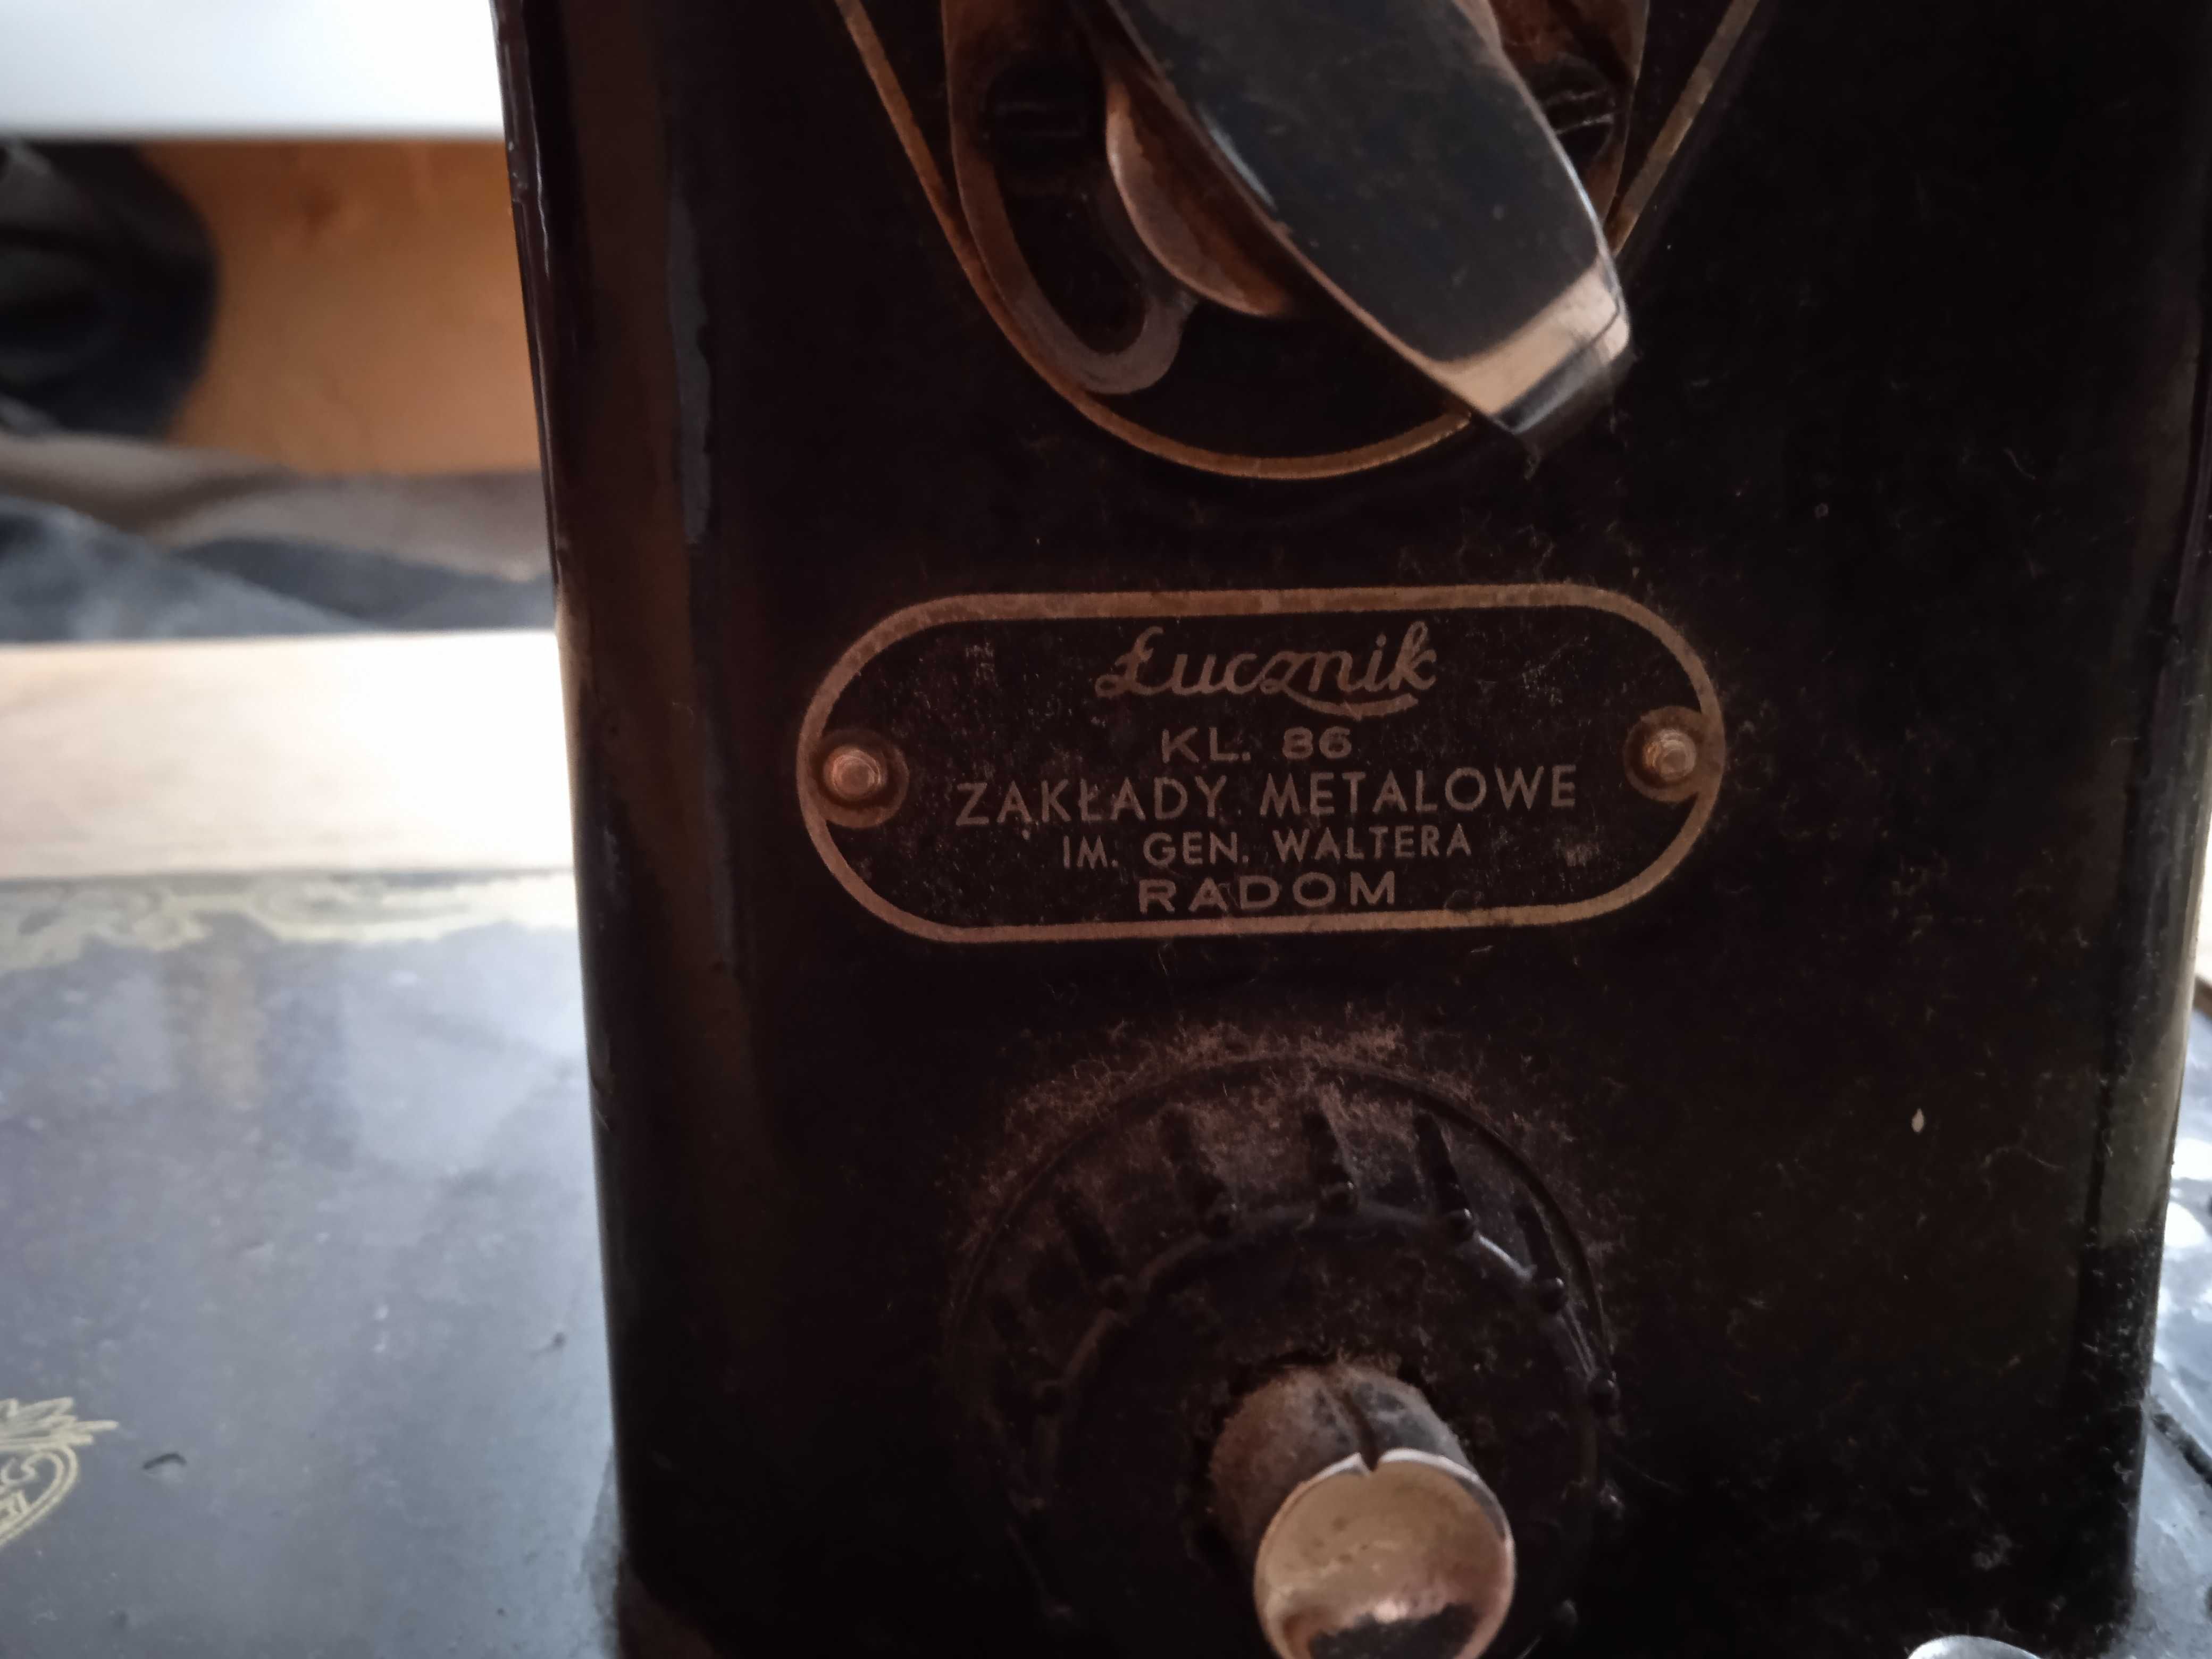 Łucznik
KL. 86
ZAKŁADY METALOWE
IM. GEN. WALTERA
RADOM